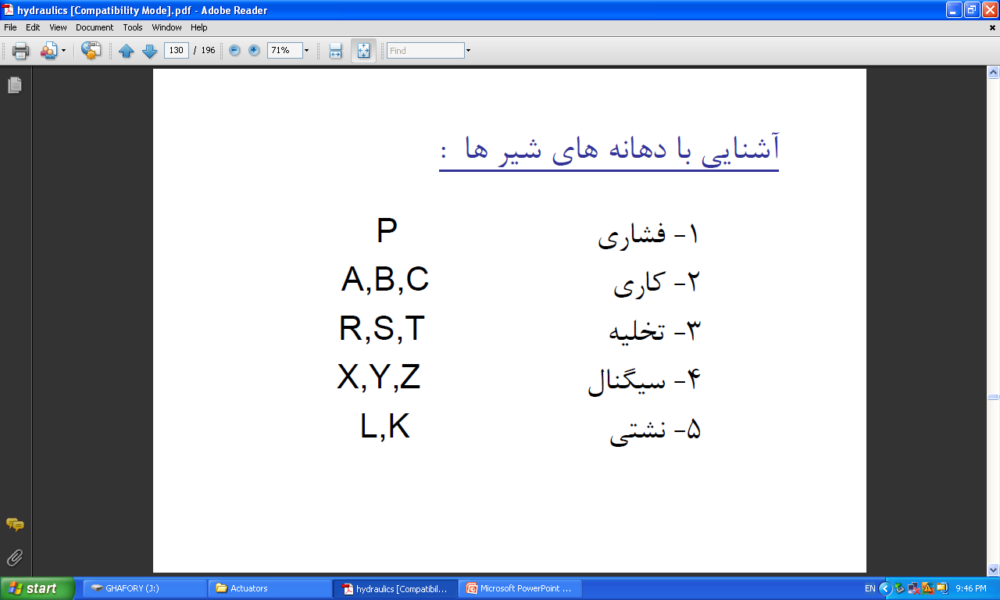 hydraulics [Compatibility Mode].pdf - Adobe Reader
File Edit View Document Tools Window Help
130 / 196 71% Find
آشنایی با دهانه های شیر ها :
۱- فشاری P
۲- کاری A,B,C
۳- تخلیه R,S,T
۴- سیگنال X,Y,Z
۵- نشتی L,K
start GHAFORY (J:) Actuators hydraulics [Compatibil... Microsoft PowerPoint ... EN 9:46 PM